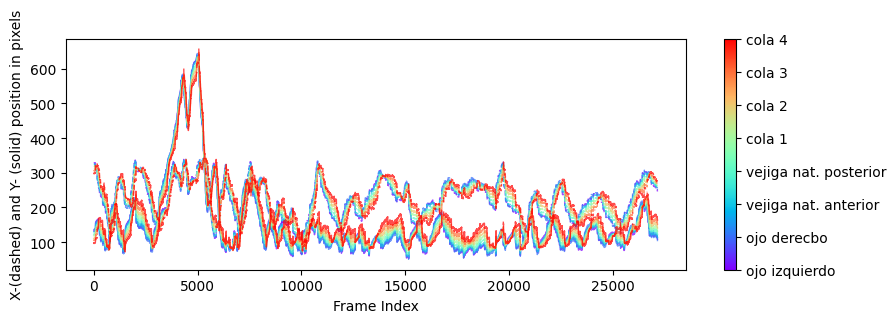 X-(dashed) and Y- (solid) position in pixels
600
500
400
300
200
100
0
5000
10000
15000
20000
25000
Frame Index
cola 4
cola 3
cola 2
cola 1
vejiga nat. posterior
vejiga nat. anterior
ojo derecbo
ojo izquierdo